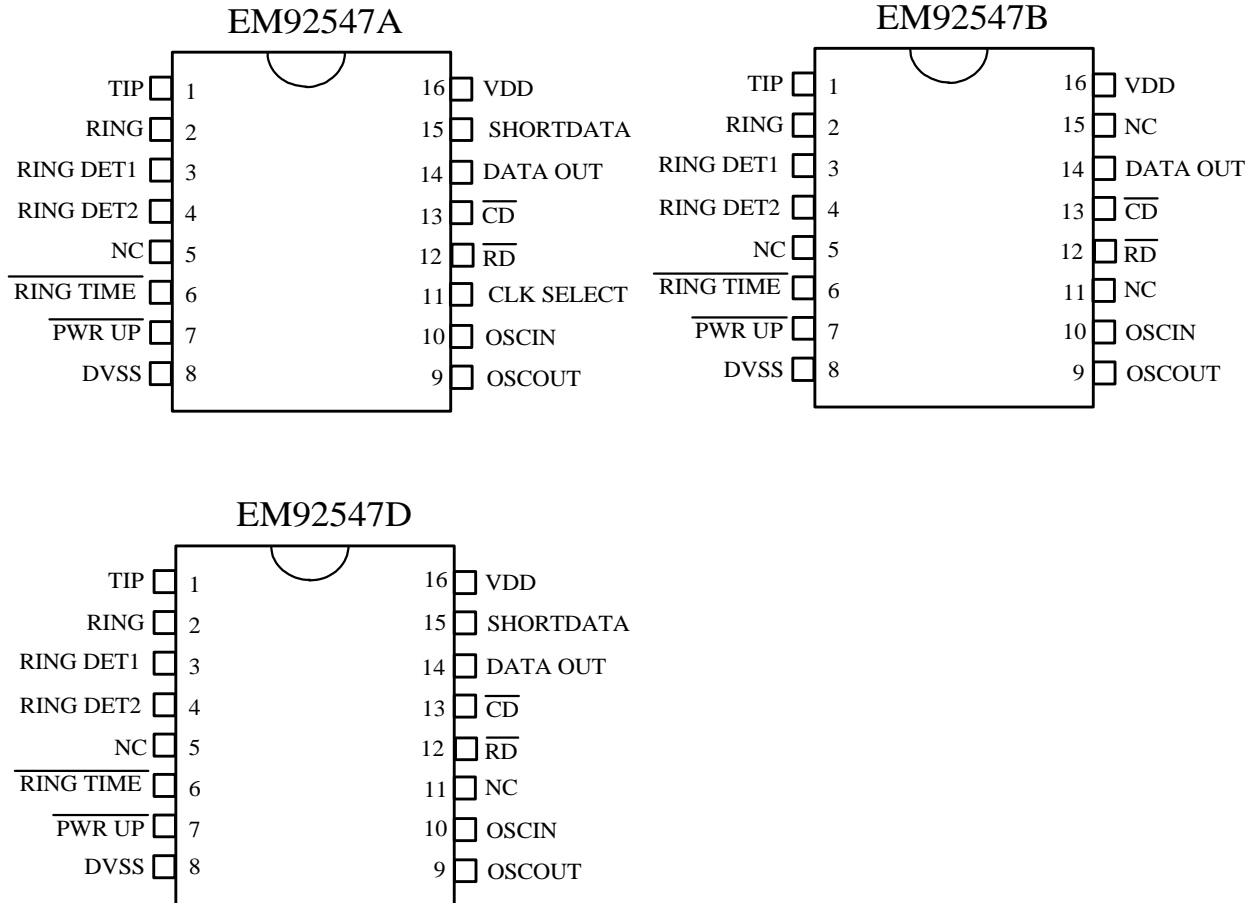 EM92547A
TIP 1 16 VDD
RING 2 15 SHORTDATA
RING DET1 3 14 DATA OUT
RING DET2 4 13 CD
NC 5 12 RD
RING TIME 6 11 CLK SELECT
PWR UP 7 10 OSCIN
DVSS 8 9 OSCOUT
EM92547B
TIP 1 16 VDD
RING 2 15 NC
RING DET1 3 14 DATA OUT
RING DET2 4 13 CD
NC 5 12 RD
RING TIME 6 11 NC
PWR UP 7 10 OSCIN
DVSS 8 9 OSCOUT
EM92547D
TIP 1 16 VDD
RING 2 15 SHORTDATA
RING DET1 3 14 DATA OUT
RING DET2 4 13 CD
NC 5 12 RD
RING TIME 6 11 NC
PWR UP 7 10 OSCIN
DVSS 8 9 OSCOUT